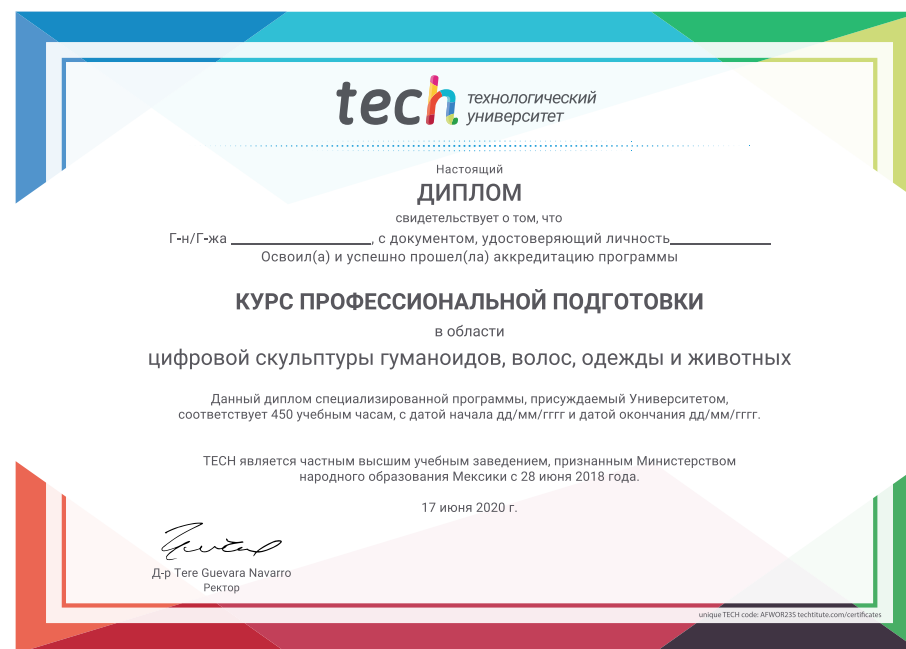 tech технологический
университет
Настоящий
ДИПЛОМ
свидетельствует о том, что
Г-н/Г-жа ____________________, с документом, удостоверяющий личность______________
Освоил(а) и успешно прошел(ла) аккредитацию программы
КУРС ПРОФЕССИОНАЛЬНОЙ ПОДГОТОВКИ
в области
цифровой скульптуры гуманоидов, волос, одежды и животных
Данный диплом специализированной программы, присуждаемый Университетом,
соответствует 450 учебным часам, с датой начала дд/мм/гггг и датой окончания дд/мм/гггг.
TECH является частным высшим учебным заведением, признанным Министерством
народного образования Мексики с 28 июня 2018 года.
17 июня 2020 г.
Д-р Tere Guevara Navarro
Ректор
unique TECH code: AFWOR23S techtitute.com/certificates